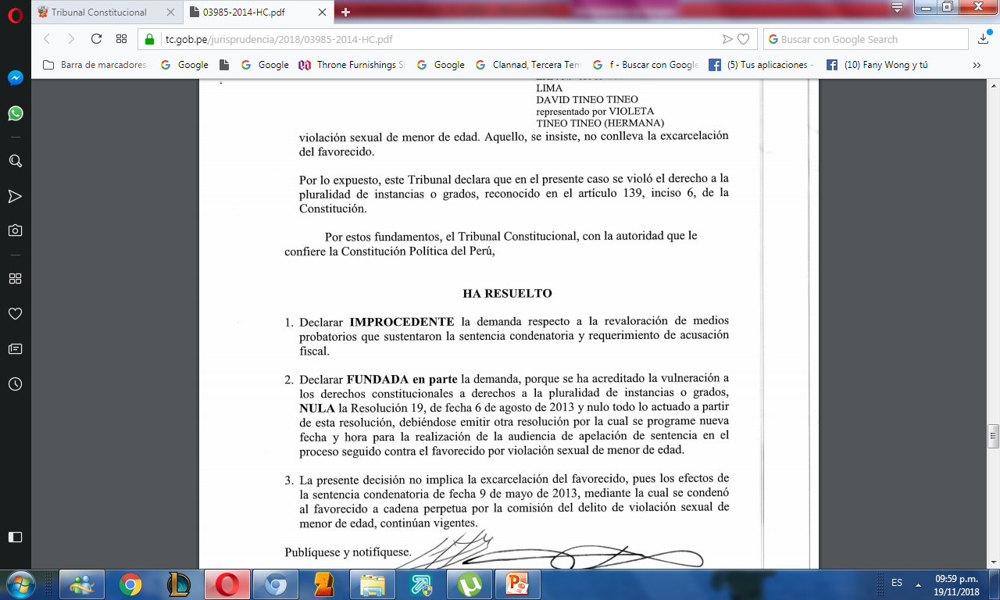 Tribunal Constitucional
03985-2014-HC.pdf
tc.gob.pe/jurisprudencia/2018/03985-2014-HC.pdf
Buscar con Google Search
Barra de marcadores
Google
Google
Throne Furnishings
Google
Clannad, Tercera Tem
f - Buscar con Google
(5) Tus aplicaciones -
(10) Fany Wong y tú
LIMA
DAVID TINEO TINEO
representado por VIOLETA
TINEO TINEO (HERMANA)
violación sexual de menor de edad. Aquello, se insiste, no conlleva la excarcelación
del favorecido.
Por lo expuesto, este Tribunal declara que en el presente caso se violó el derecho a la
pluralidad de instancias o grados, reconocido en el artículo 139, inciso 6, de la
Constitución.
Por estos fundamentos, el Tribunal Constitucional, con la autoridad que le
confiere la Constitución Política del Perú,
HA RESUELTO
1. Declarar IMPROCEDENTE la demanda respecto a la revaloración de medios
probatorios que sustentaron la sentencia condenatoria y requerimiento de acusación
fiscal.
2. Declarar FUNDADA en parte la demanda, porque se ha acreditado la vulneración a
los derechos constitucionales a derechos a la pluralidad de instancias o grados,
NULA la Resolución 19, de fecha 6 de agosto de 2013 y nulo todo lo actuado a partir
de esta resolución, debiéndose emitir otra resolución por la cual se programe nueva
fecha y hora para la realización de la audiencia de apelación de sentencia en el
proceso seguido contra el favorecido por violación sexual de menor de edad.
3. La presente decisión no implica la excarcelación del favorecido, pues los efectos de
la sentencia condenatoria de fecha 9 de mayo de 2013, mediante la cual se condenó
al favorecido a cadena perpetua por la comisión del delito de violación sexual de
menor de edad, continúan vigentes.
Publíquese y notifíquese.
ES
09:59 p.m.
19/11/2018